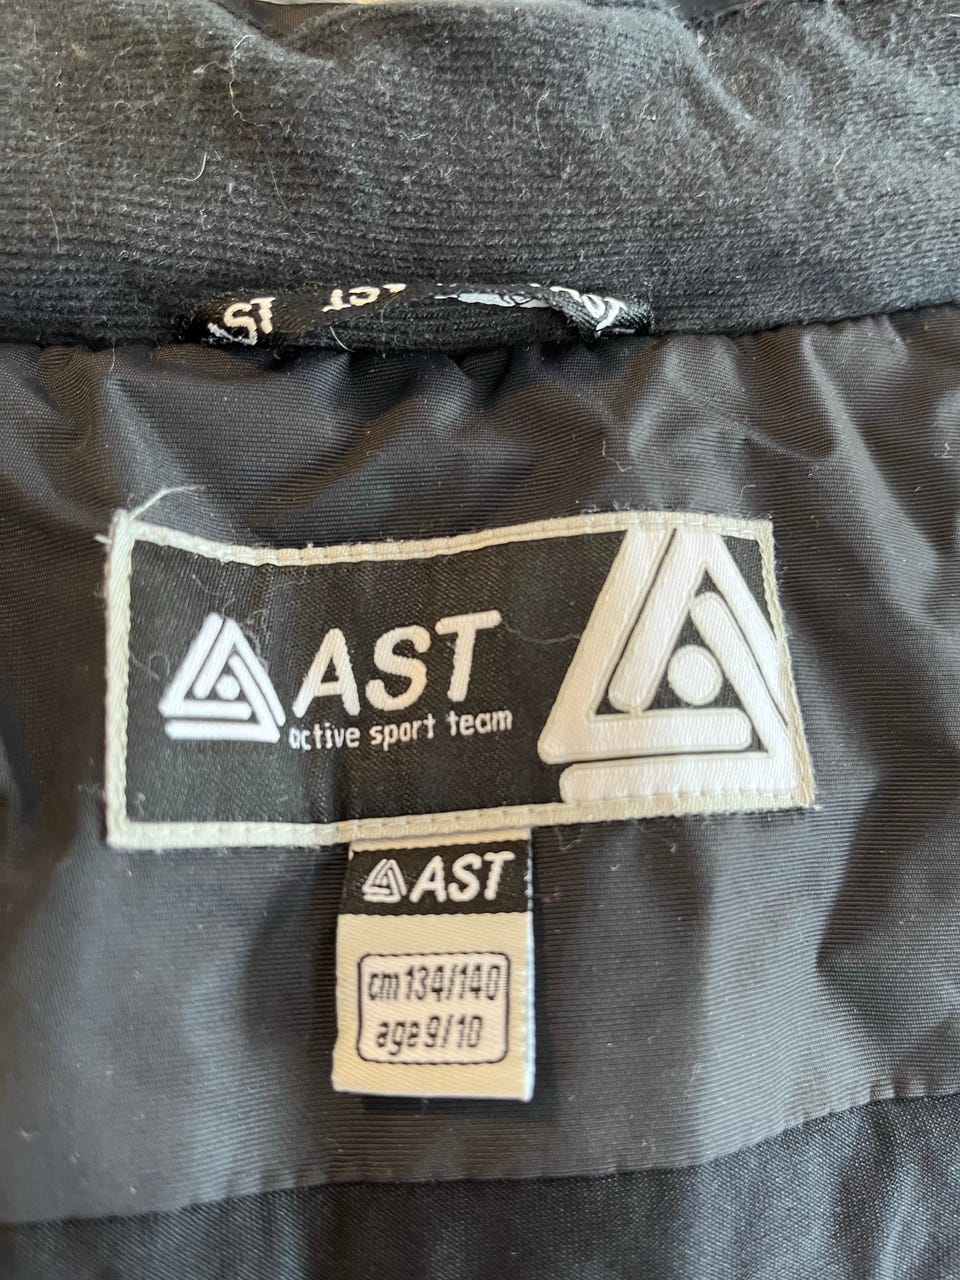 AST
active sport team
AST
cm 134/140
age 9/10